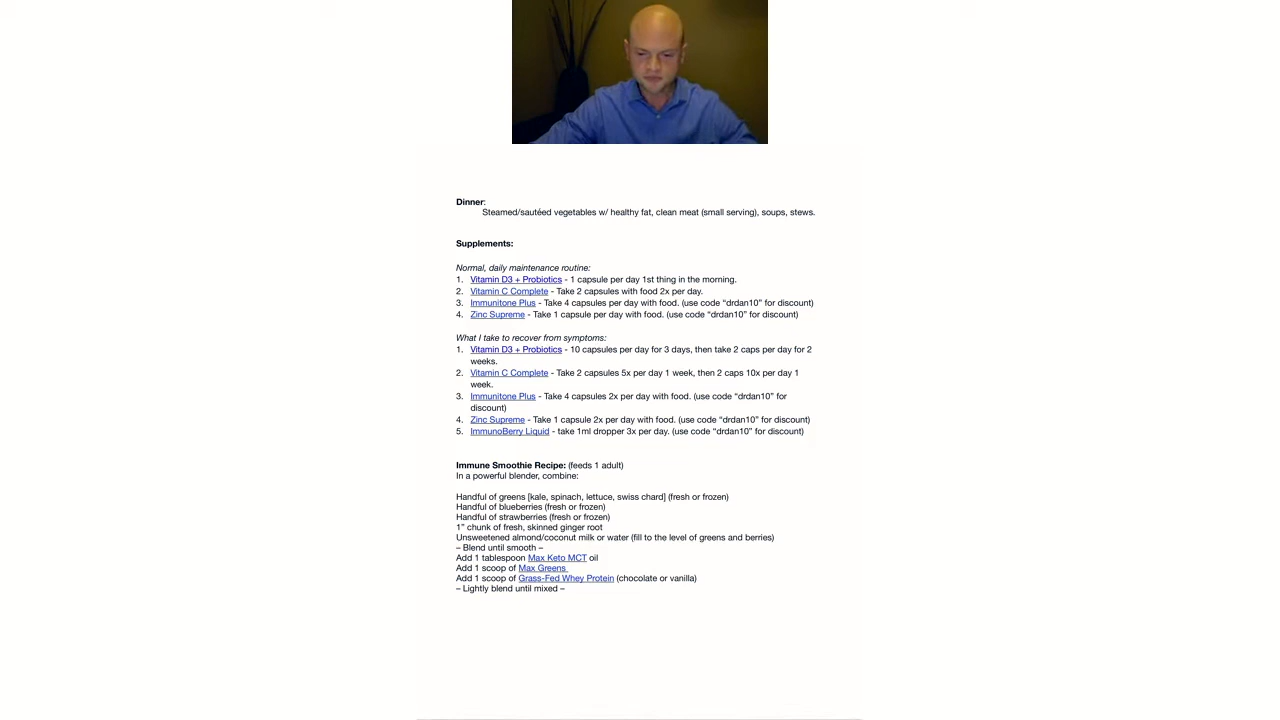 Dinner:
Steamed/sautéed vegetables w/ healthy fat, clean meat (small serving), soups, stews.
Supplements:
Normal, daily maintenance routine:
1. Vitamin D3 + Probiotics - 1 capsule per day 1st thing in the morning.
2. Vitamin C Complete - Take 2 capsules with food 2x per day.
3. Immunitone Plus - Take 4 capsules per day with food. (use code “drdan10” for discount)
4. Zinc Supreme - Take 1 capsule per day with food. (use code “drdan10” for discount)
What I take to recover from symptoms:
1. Vitamin D3 + Probiotics - 10 capsules per day for 3 days, then take 2 caps per day for 2
weeks.
2. Vitamin C Complete - Take 2 capsules 5x per day 1 week, then 2 caps 10x per day 1
week.
3. Immunitone Plus - Take 4 capsules 2x per day with food. (use code “drdan10” for
discount)
4. Zinc Supreme - Take 1 capsule 2x per day with food. (use code “drdan10” for discount)
5. ImmunoBerry Liquid - take 1ml dropper 3x per day. (use code “drdan10” for discount)
Immune Smoothie Recipe: (feeds 1 adult)
In a powerful blender, combine:
Handful of greens [kale, spinach, lettuce, swiss chard] (fresh or frozen)
Handful of blueberries (fresh or frozen)
Handful of strawberries (fresh or frozen)
1” chunk of fresh, skinned ginger root
Unsweetened almond/coconut milk or water (fill to the level of greens and berries)
– Blend until smooth –
Add 1 tablespoon Max Keto MCT oil
Add 1 scoop of Max Greens
Add 1 scoop of Grass-Fed Whey Protein (chocolate or vanilla)
– Lightly blend until mixed –